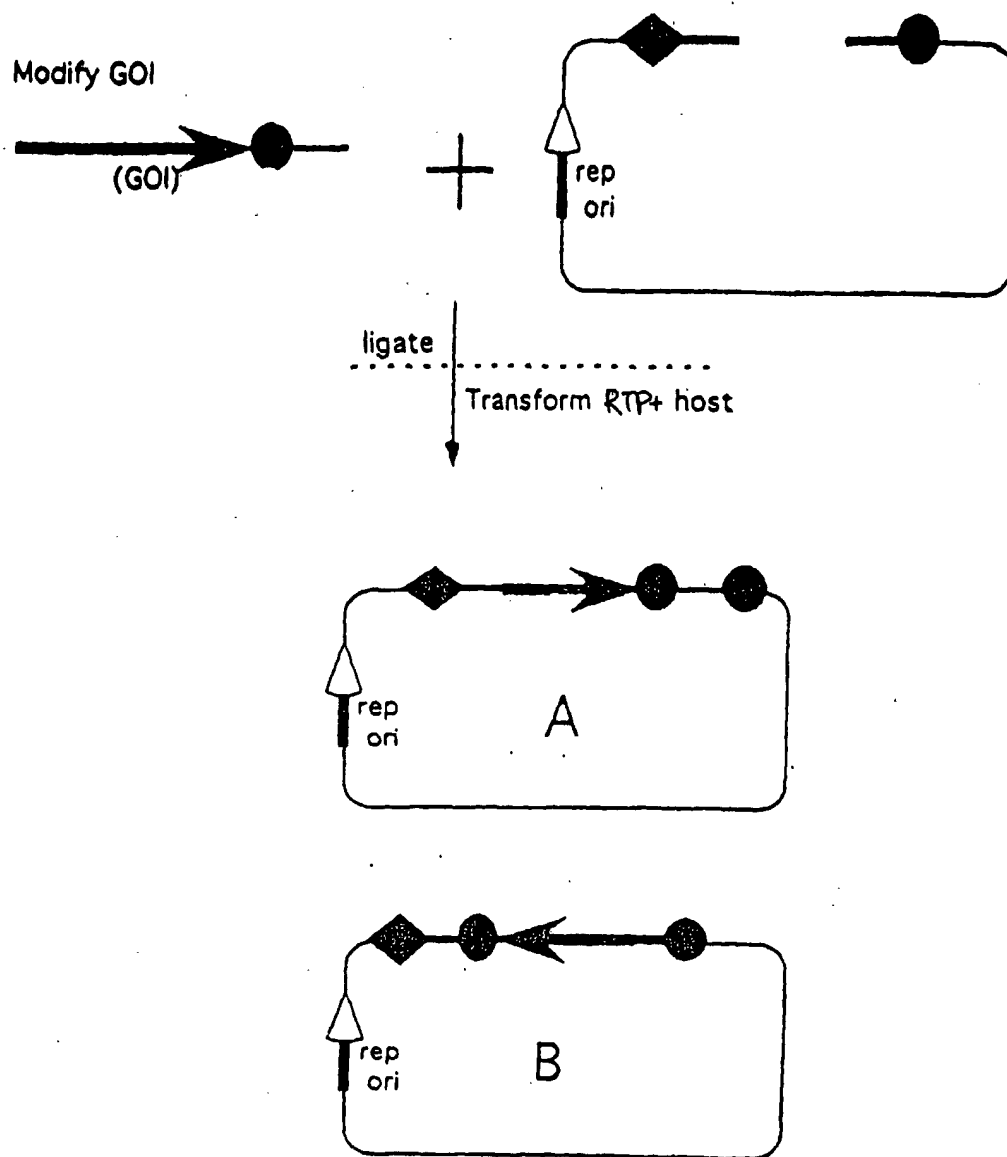 Modify GOI
(GOI)
rep
ori
ligate
Transform RTP+ host
rep
ori
A
rep
ori
B